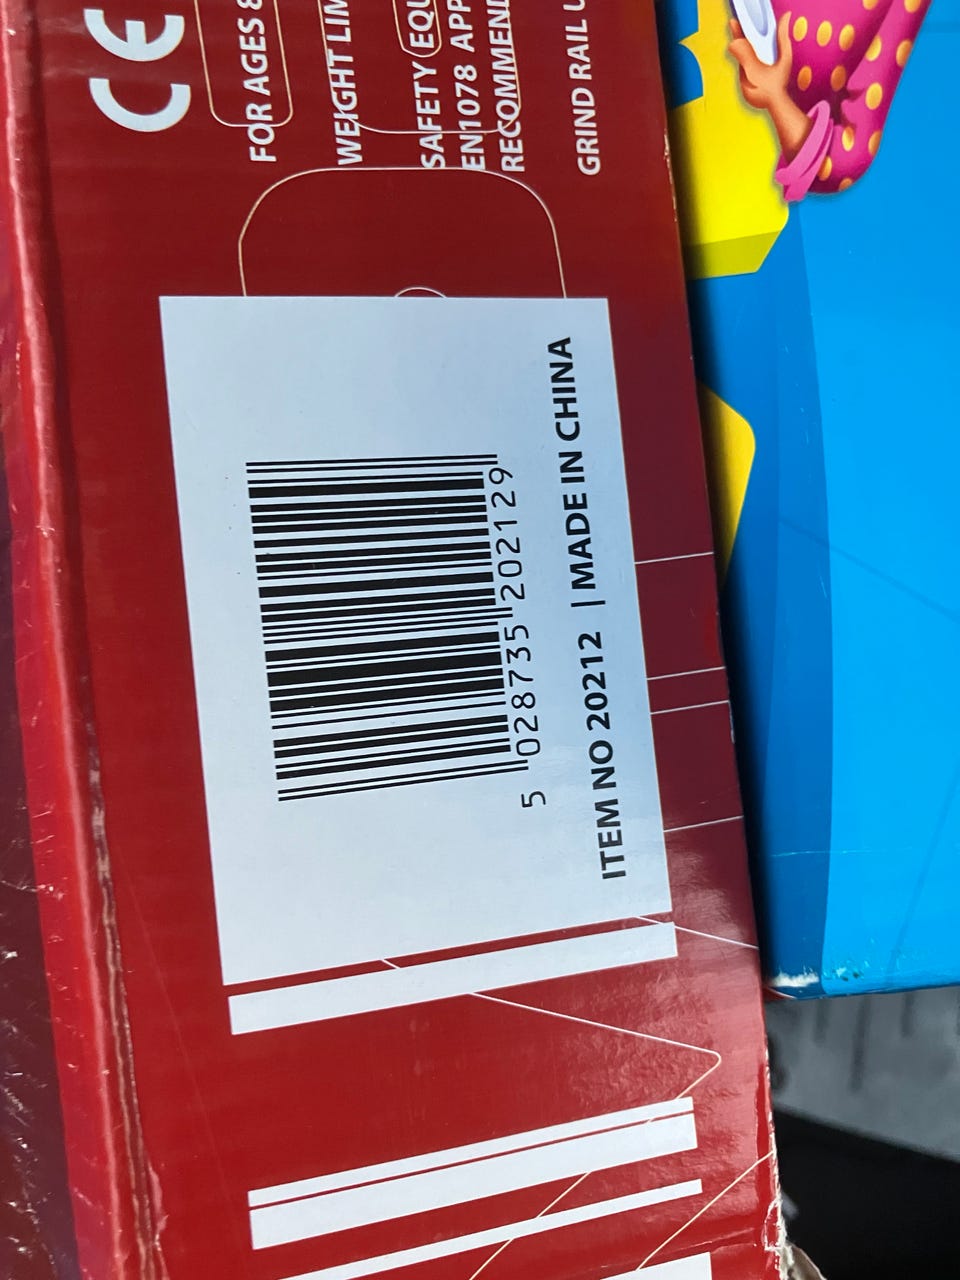 CE
FOR AGES 8
WEIGHT LIM
SAFETY EQU
EN1078 APP
RECOMMEND
GRIND RAIL U
5 028735 202129
ITEM NO 20212 | MADE IN CHINA